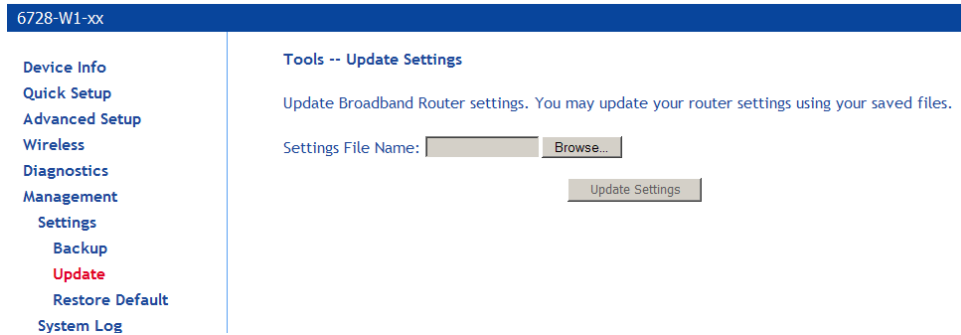 6728-W1-xx
Device Info
Quick Setup
Advanced Setup
Wireless
Diagnostics
Management
Settings
Backup
Update
Restore Default
System Log
Tools -- Update Settings
Update Broadband Router settings. You may update your router settings using your saved files.
Settings File Name: Browse...
Update Settings